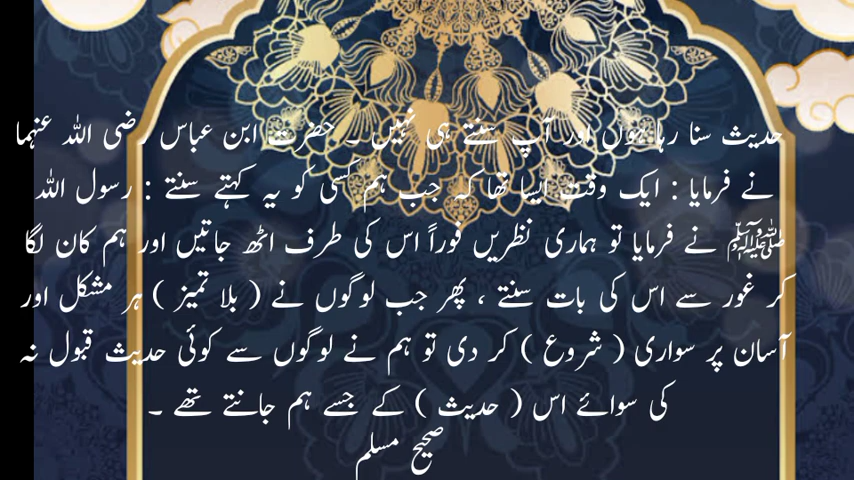 حدیث سنا رہا ہوں اور آپ سنتے ہی نہیں ۔ حضرت ابن عباس رضی اللہ عنہما
نے فرمایا : ایک وقت ایسا تھا کہ جب ہم کسی کو یہ کہتے سنتے : رسول اللہ
ﷺ نے فرمایا تو ہماری نظریں فوراً اس کی طرف اٹھ جاتیں اور ہم کان لگا
کر غور سے اس کی بات سنتے ، پھر جب لوگوں نے ( بلا تمیز ) ہر مشکل اور
آسان پر سواری ( شروع ) کر دی تو ہم نے لوگوں سے کوئی حدیث قبول نہ
کی سوائے اس ( حدیث ) کے جسے ہم جانتے تھے ۔
صحیح مسلم